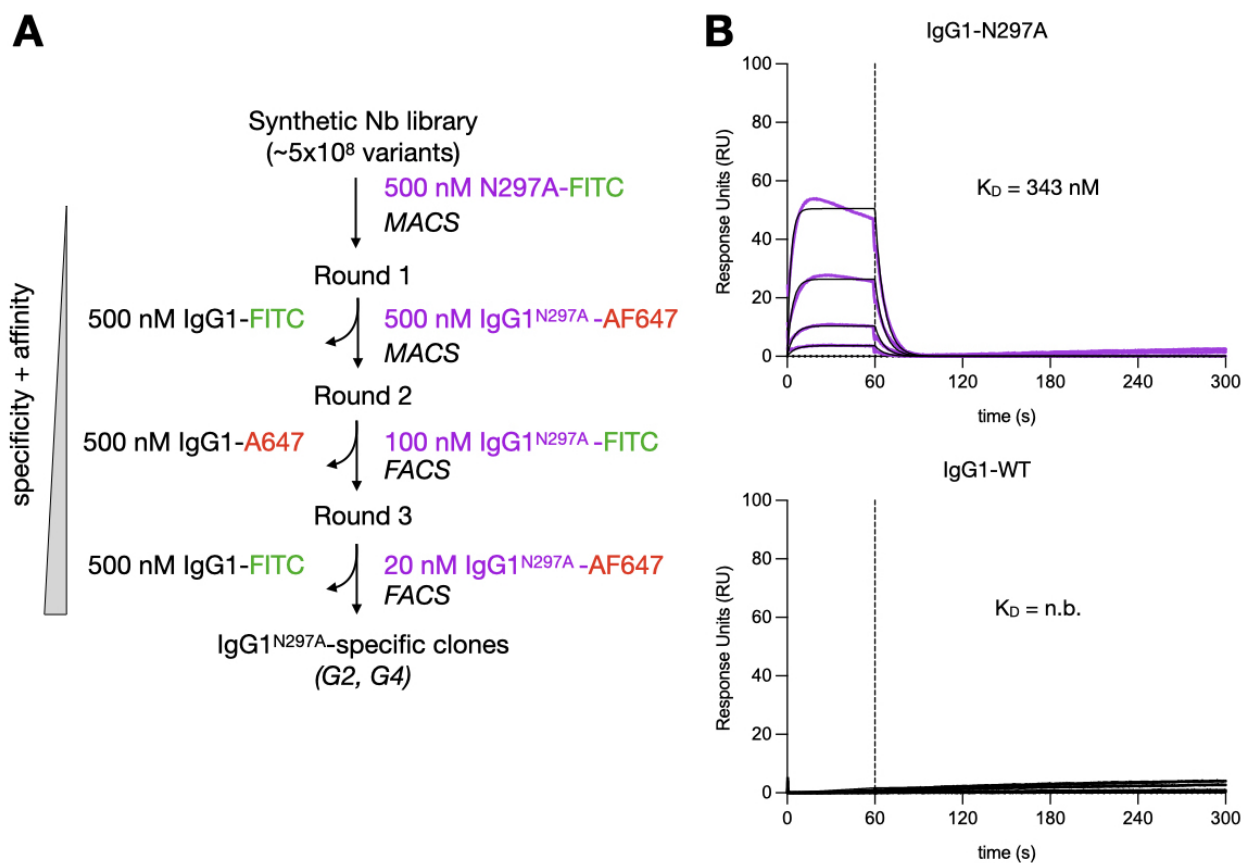 A
Synthetic Nb library
(~5x10⁸ variants)
500 nM N297A-FITC
MACS
Round 1
500 nM IgG1-FITC
500 nM IgG1ᴺ²⁹⁷ᴬ-AF647
MACS
Round 2
500 nM IgG1-A647
100 nM IgG1ᴺ²⁹⁷ᴬ-FITC
FACS
Round 3
500 nM IgG1-FITC
20 nM IgG1ᴺ²⁹⁷ᴬ-AF647
FACS
IgG1ᴺ²⁹⁷ᴬ-specific clones
(G2, G4)
specificity + affinity
B
IgG1-N297A
100
80
60
40
20
0
Response Units (RU)
K_D = 343 nM
0 60 120 180 240 300
time (s)
IgG1-WT
100
80
60
40
20
0
Response Units (RU)
K_D = n.b.
0 60 120 180 240 300
time (s)